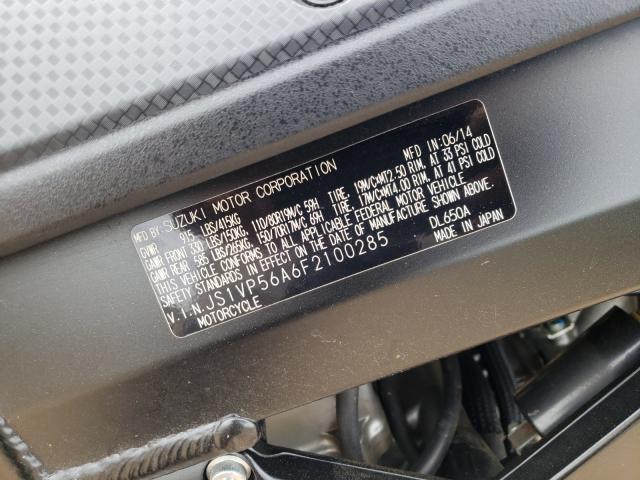 SUZUKI MOTOR CORPORATION MFD IN:06/14
GVWR 915 LBS/415KG
GAWR FRONT 330 LBS/150KG, 110/80R19M/C 59H TIRE, 19M/CxMT2.50 RIM, AT 33 PSI COLD
GAWR REAR 585 LBS/265KG, 150/70R17M/C 69H TIRE, 17M/CxMT4.00 RIM, AT 41 PSI COLD
THIS VEHICLE CONFORMS TO ALL APPLICABLE FEDERAL MOTOR VEHICLE
SAFETY STANDARDS IN EFFECT ON THE DATE OF MANUFACTURE SHOWN ABOVE.
V.I.N. JS1VP56A6F2100285 DL650A
MOTORCYCLE MADE IN JAPAN